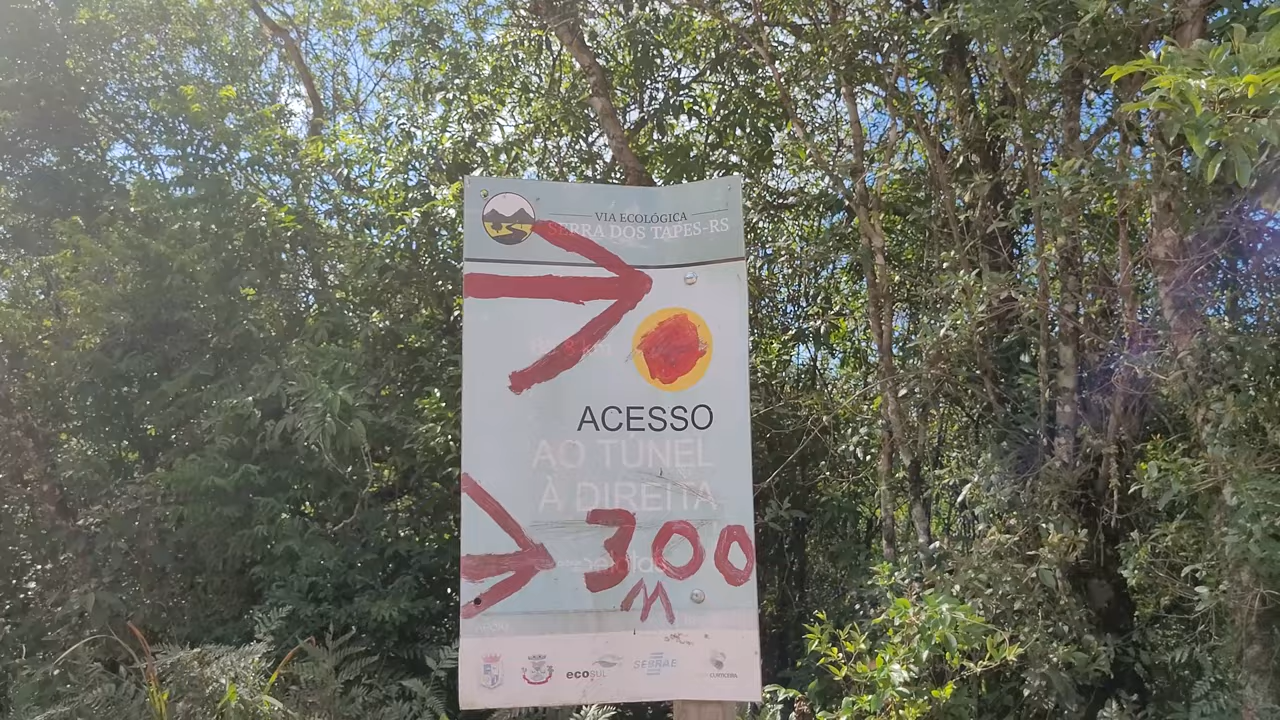 VIA ECOLÓGICA
SERRA DOS TAPES-RS
ACESSO
AO TÚNEL
À DIREITA
300
M
ecosul
SEBRAE